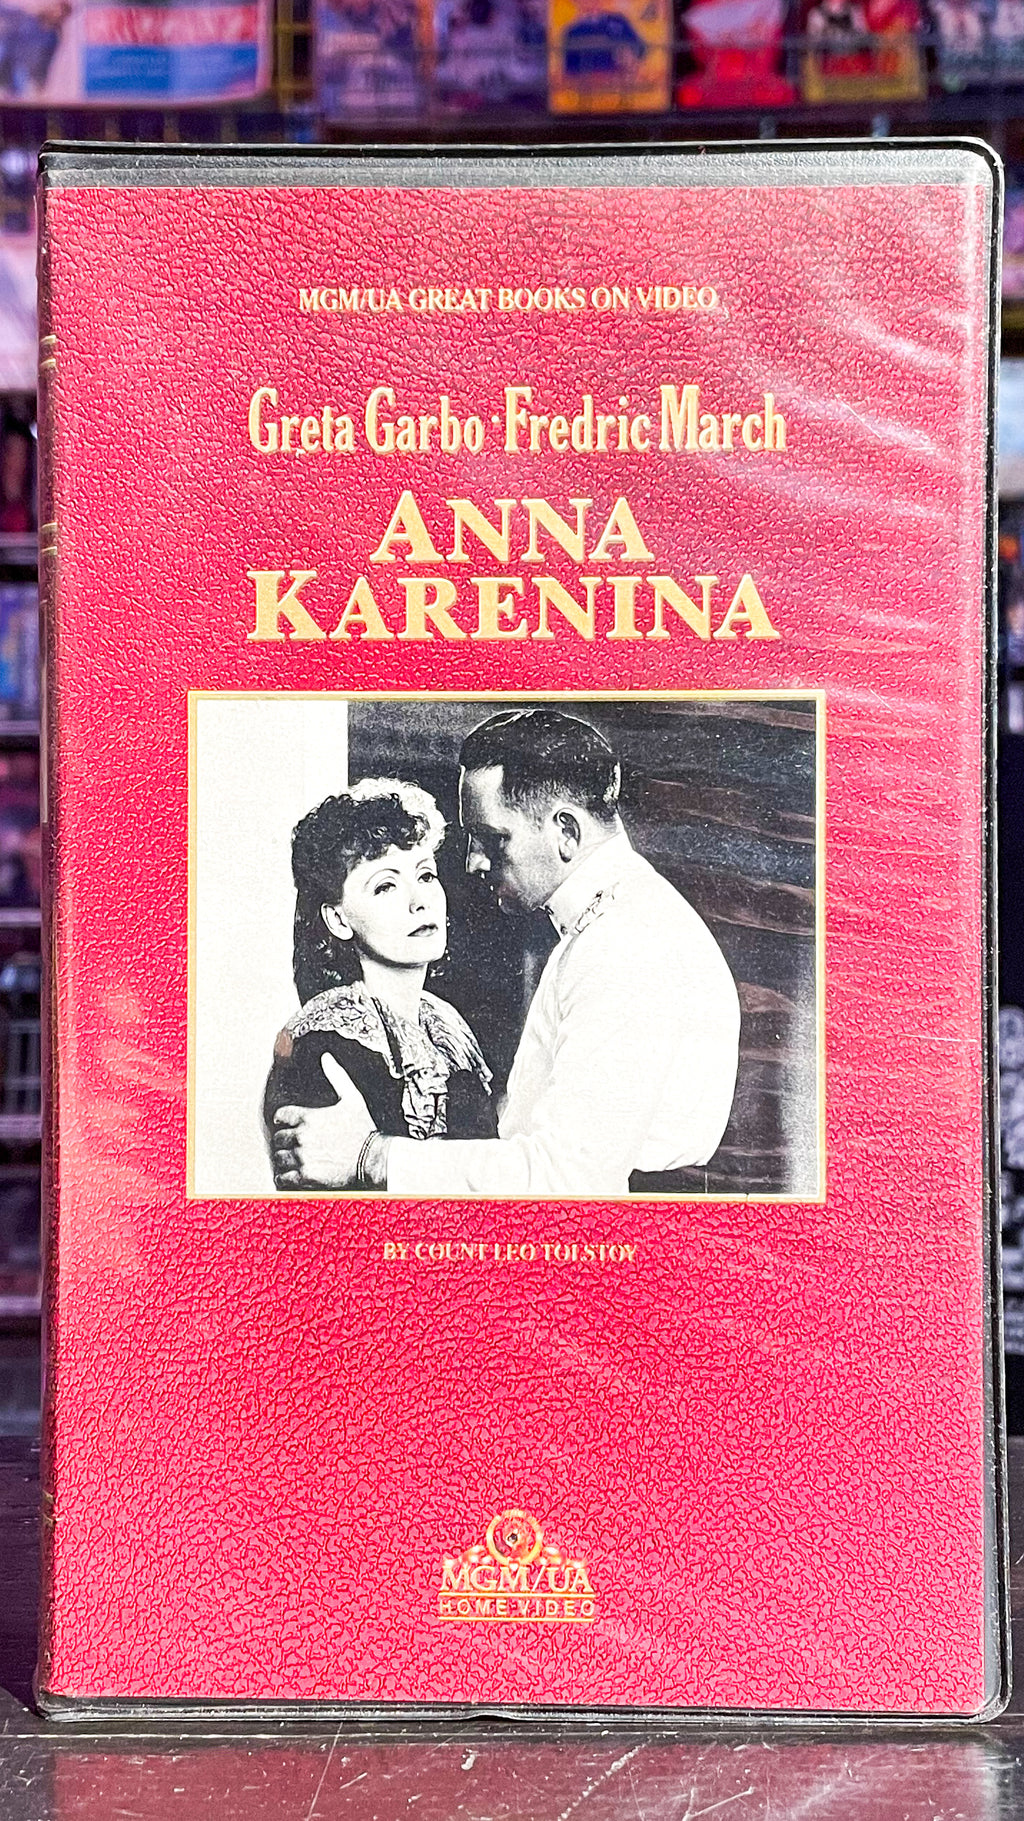 MGM/UA GREAT BOOKS ON VIDEO
Greta Garbo · Fredric March
ANNA
KARENINA
BY COUNT LEO TOLSTOY
MGM/UA
HOME VIDEO